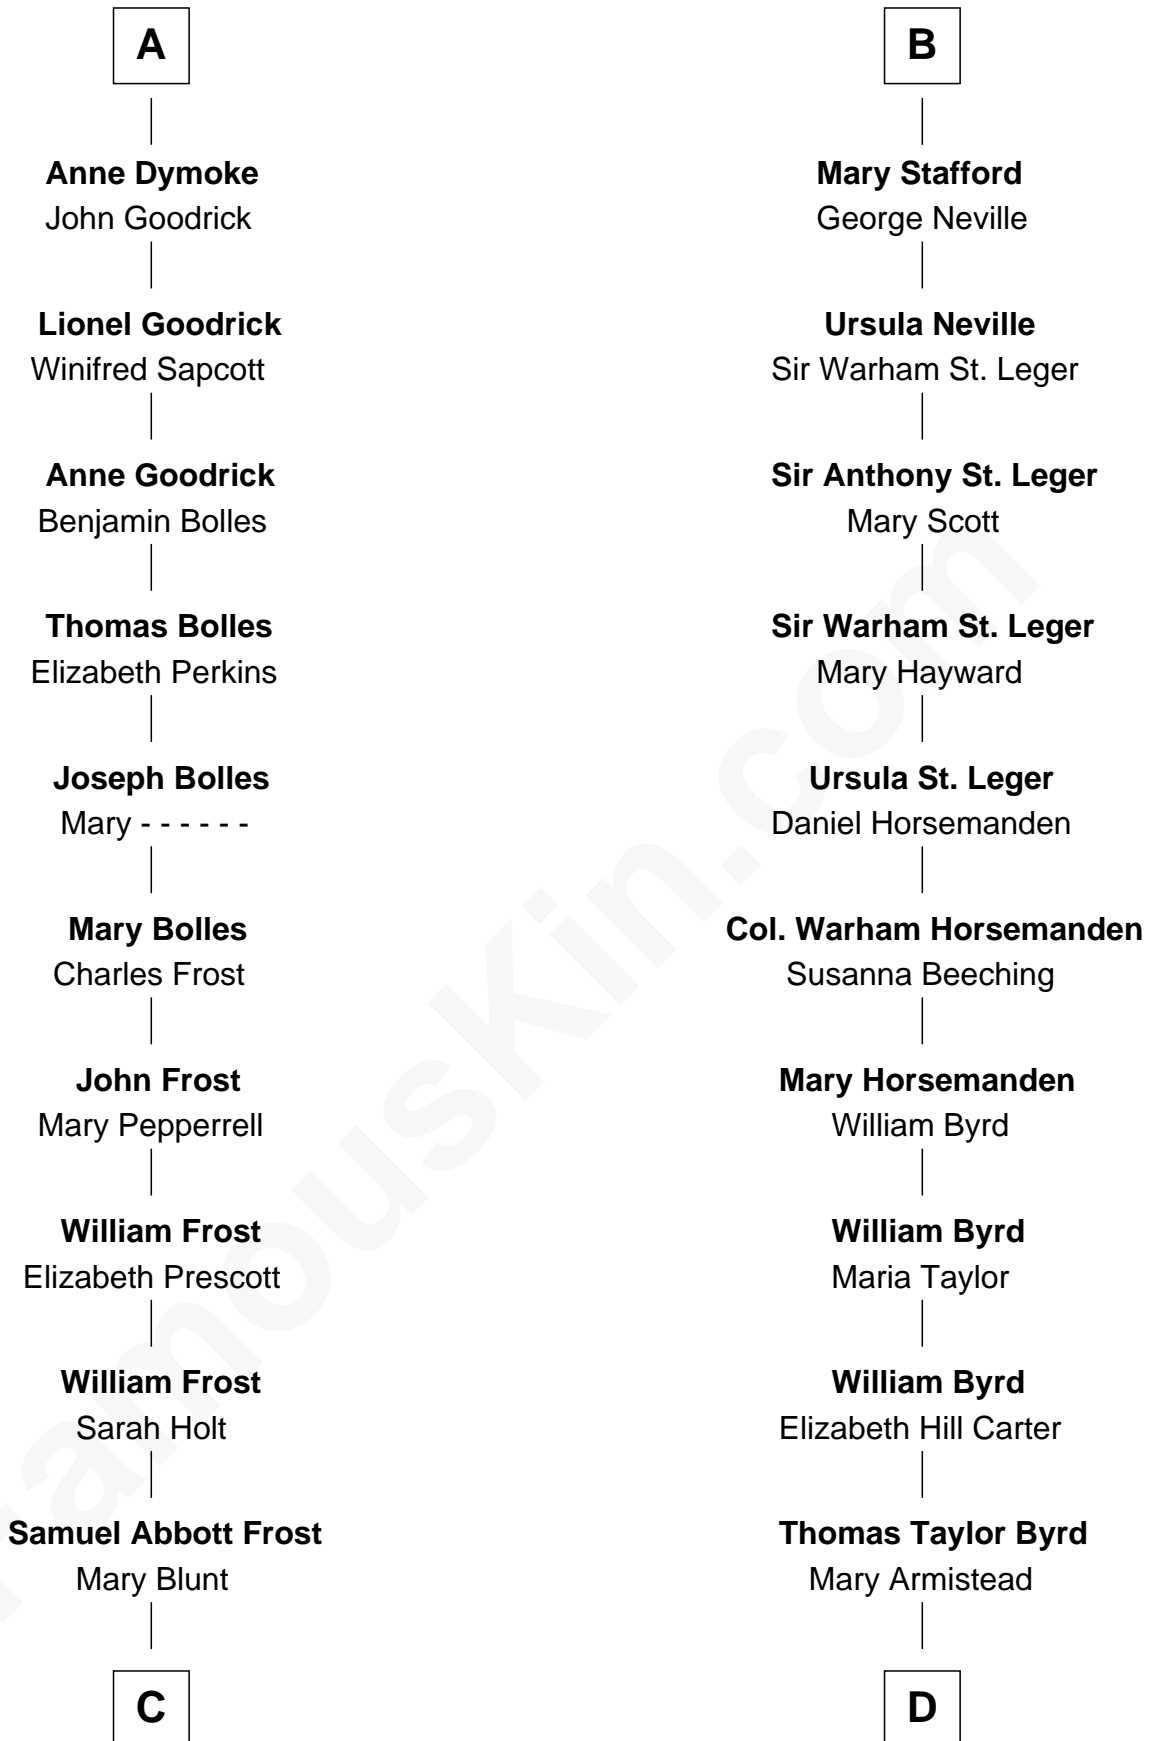 A
Anne Dymoke
John Goodrick
Lionel Goodrick
Winifred Sapcott
Anne Goodrick
Benjamin Bolles
Thomas Bolles
Elizabeth Perkins
Joseph Bolles
Mary - - - - - -
Mary Bolles
Charles Frost
John Frost
Mary Pepperrell
William Frost
Elizabeth Prescott
William Frost
Sarah Holt
Samuel Abbott Frost
Mary Blunt
C
B
Mary Stafford
George Neville
Ursula Neville
Sir Warham St. Leger
Sir Anthony St. Leger
Mary Scott
Sir Warham St. Leger
Mary Hayward
Ursula St. Leger
Daniel Horsemanden
Col. Warham Horsemanden
Susanna Beeching
Mary Horsemanden
William Byrd
William Byrd
Maria Taylor
William Byrd
Elizabeth Hill Carter
Thomas Taylor Byrd
Mary Armistead
D
FamousKin.com